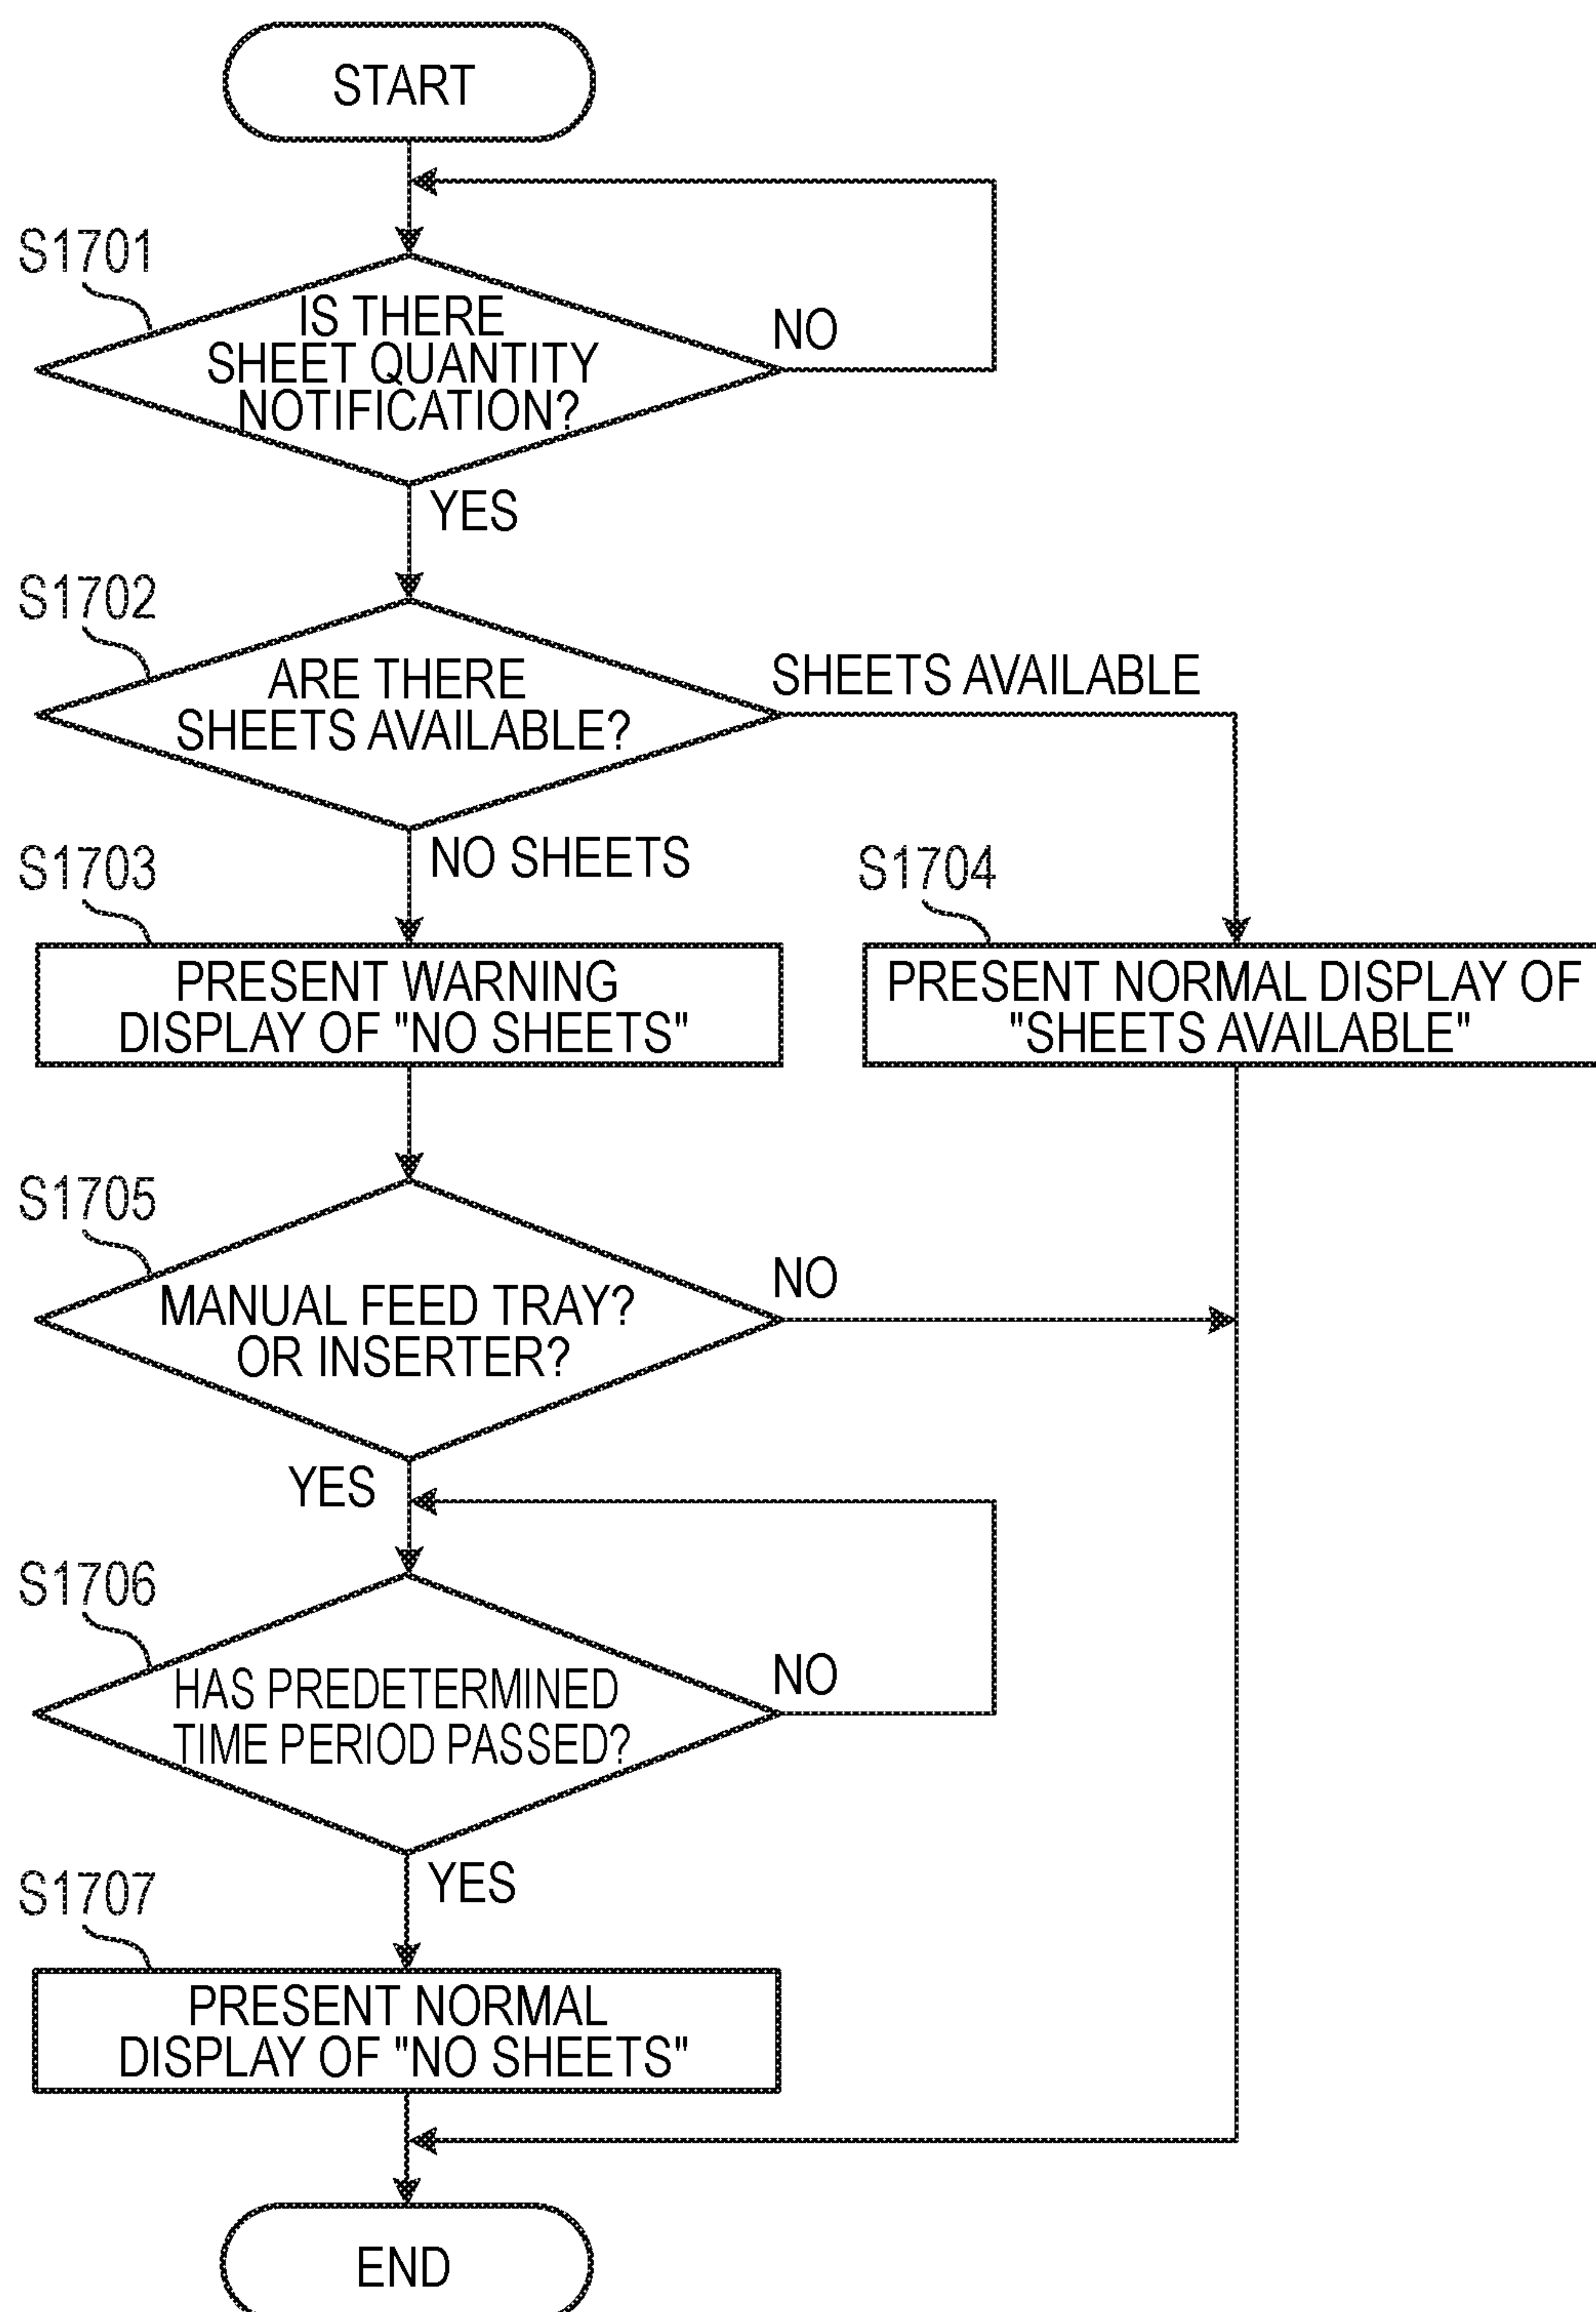 START
S1701
IS THERE
SHEET QUANTITY
NOTIFICATION?
NO
YES
S1702
ARE THERE
SHEETS AVAILABLE?
SHEETS AVAILABLE
NO SHEETS
S1703
PRESENT WARNING
DISPLAY OF "NO SHEETS"
S1704
PRESENT NORMAL DISPLAY OF
"SHEETS AVAILABLE"
S1705
MANUAL FEED TRAY?
OR INSERTER?
NO
YES
S1706
HAS PREDETERMINED
TIME PERIOD PASSED?
NO
YES
S1707
PRESENT NORMAL
DISPLAY OF "NO SHEETS"
END